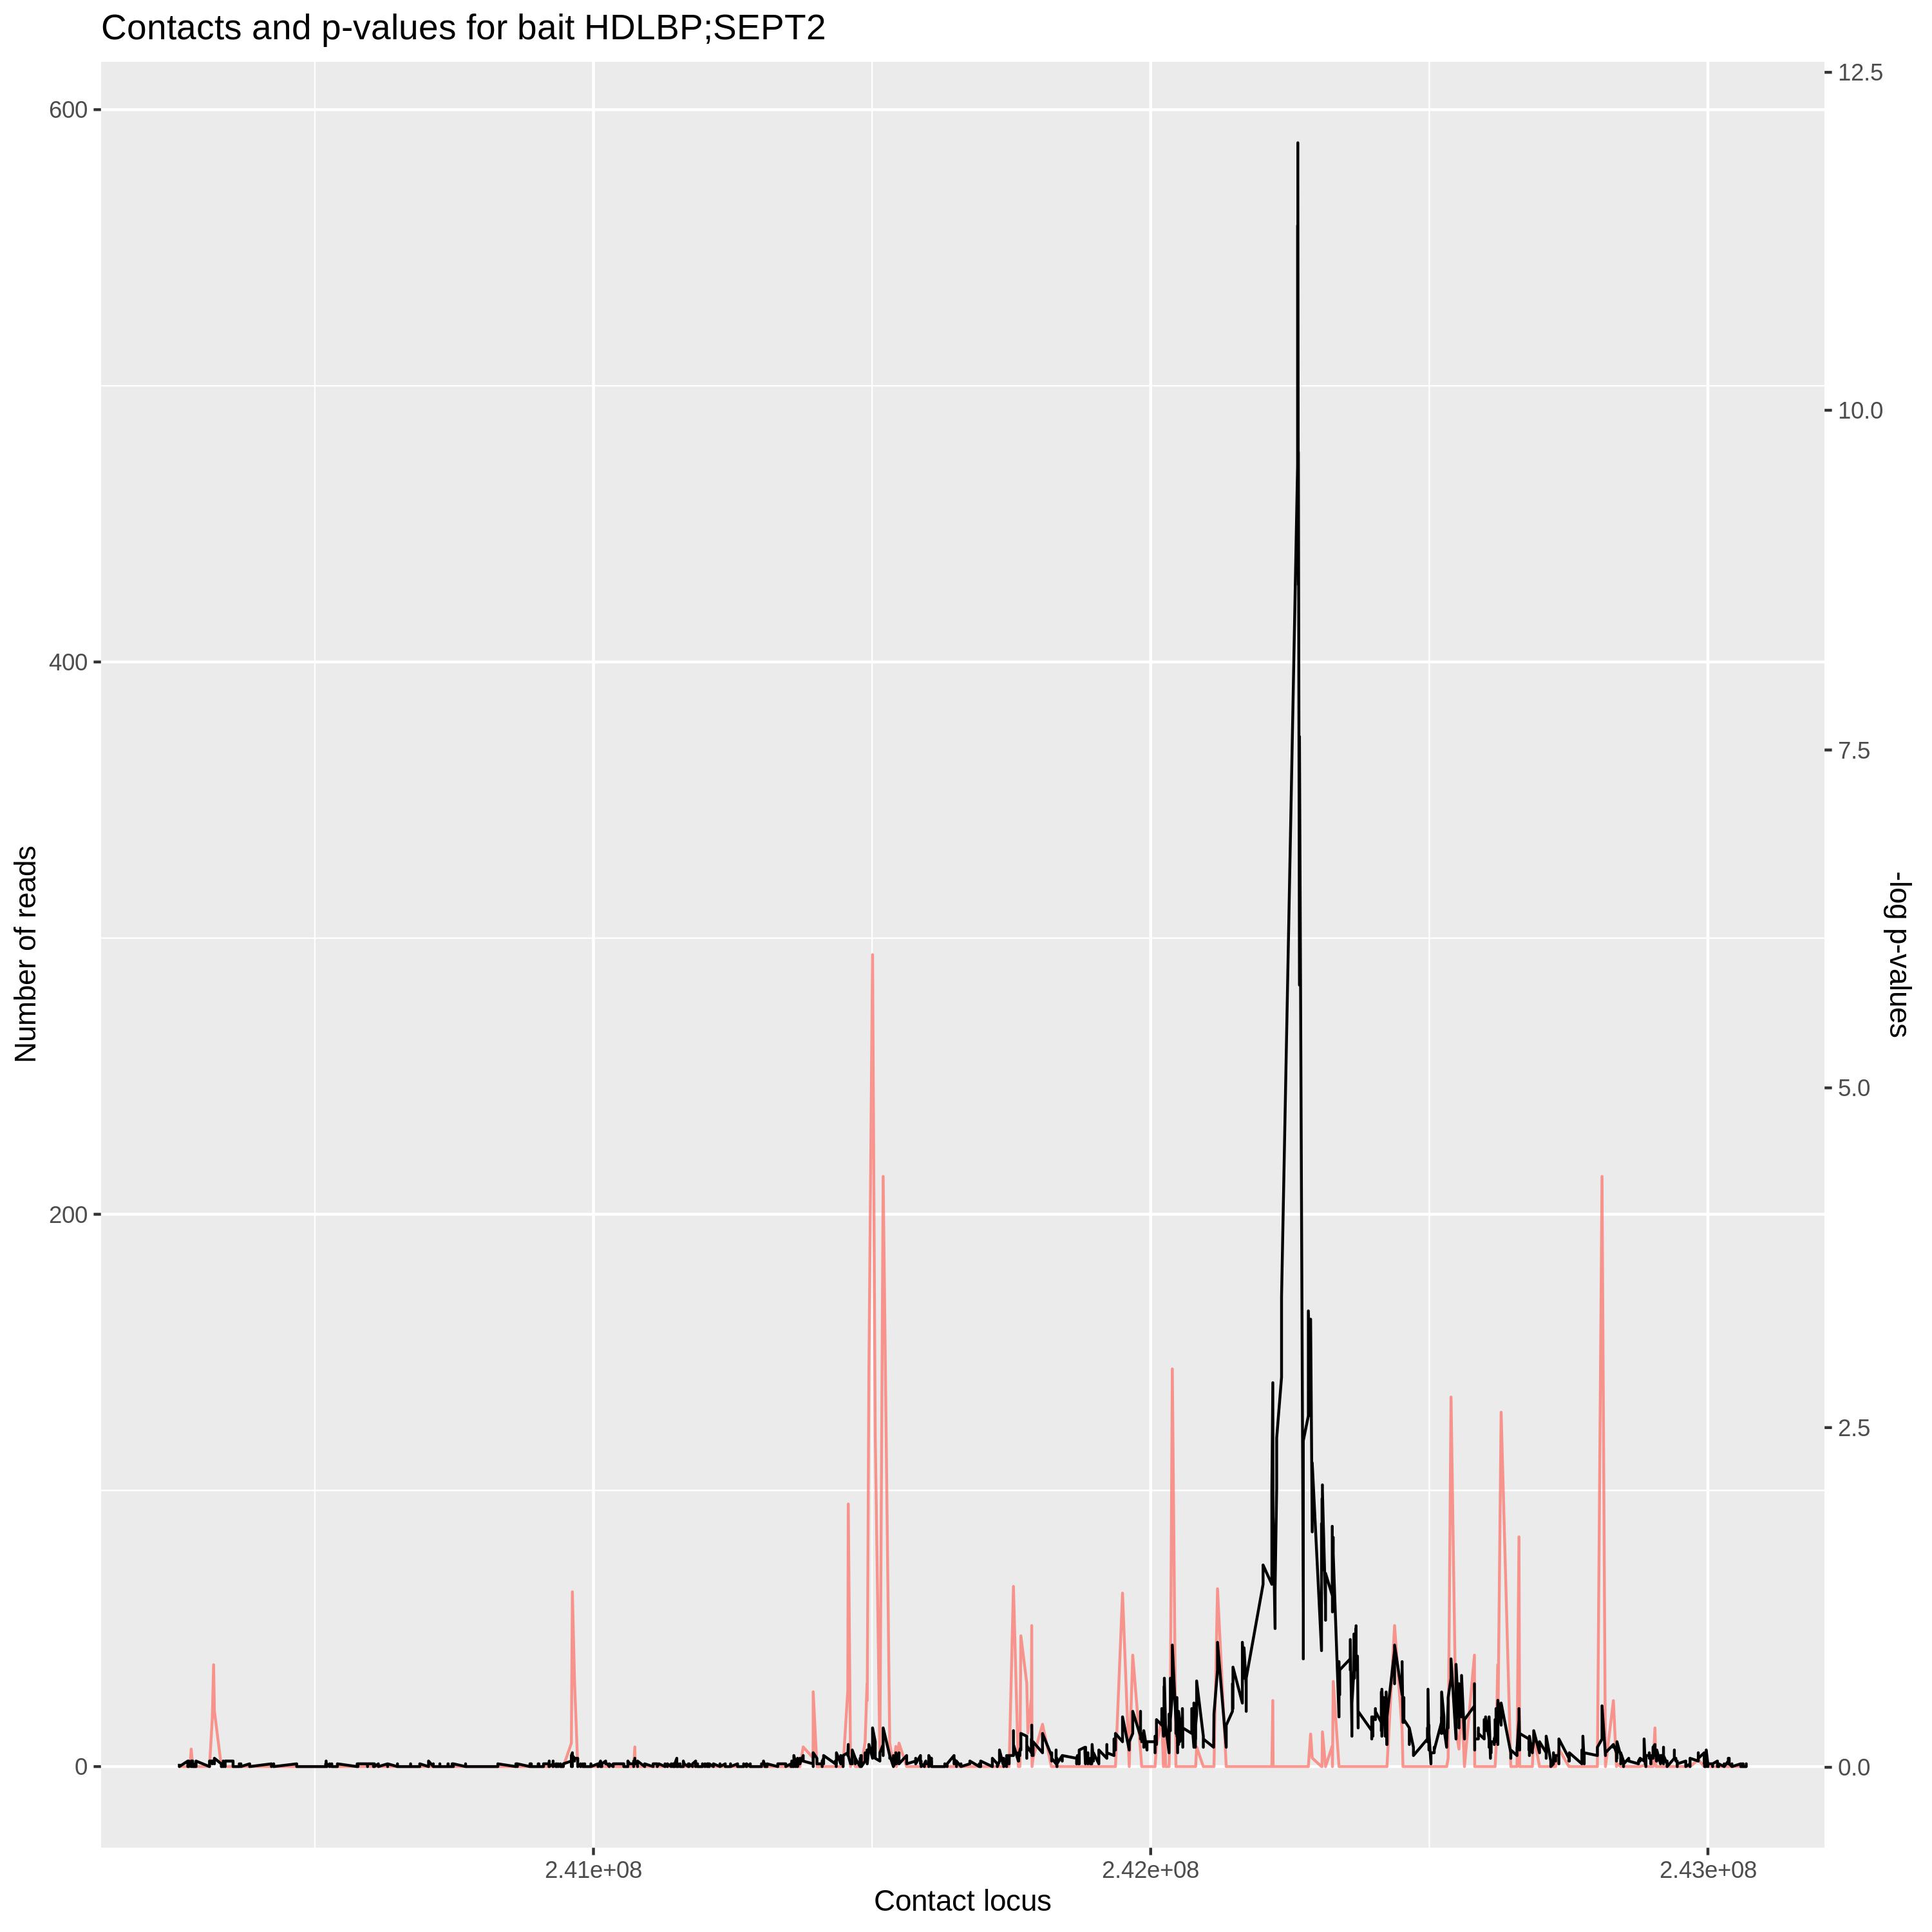 Contacts and p-values for bait HDLBP;SEPT2
600
400
200
0
Number of reads
12.5
10.0
7.5
5.0
2.5
0.0
-log p-values
2.41e+08
2.42e+08
2.43e+08
Contact locus